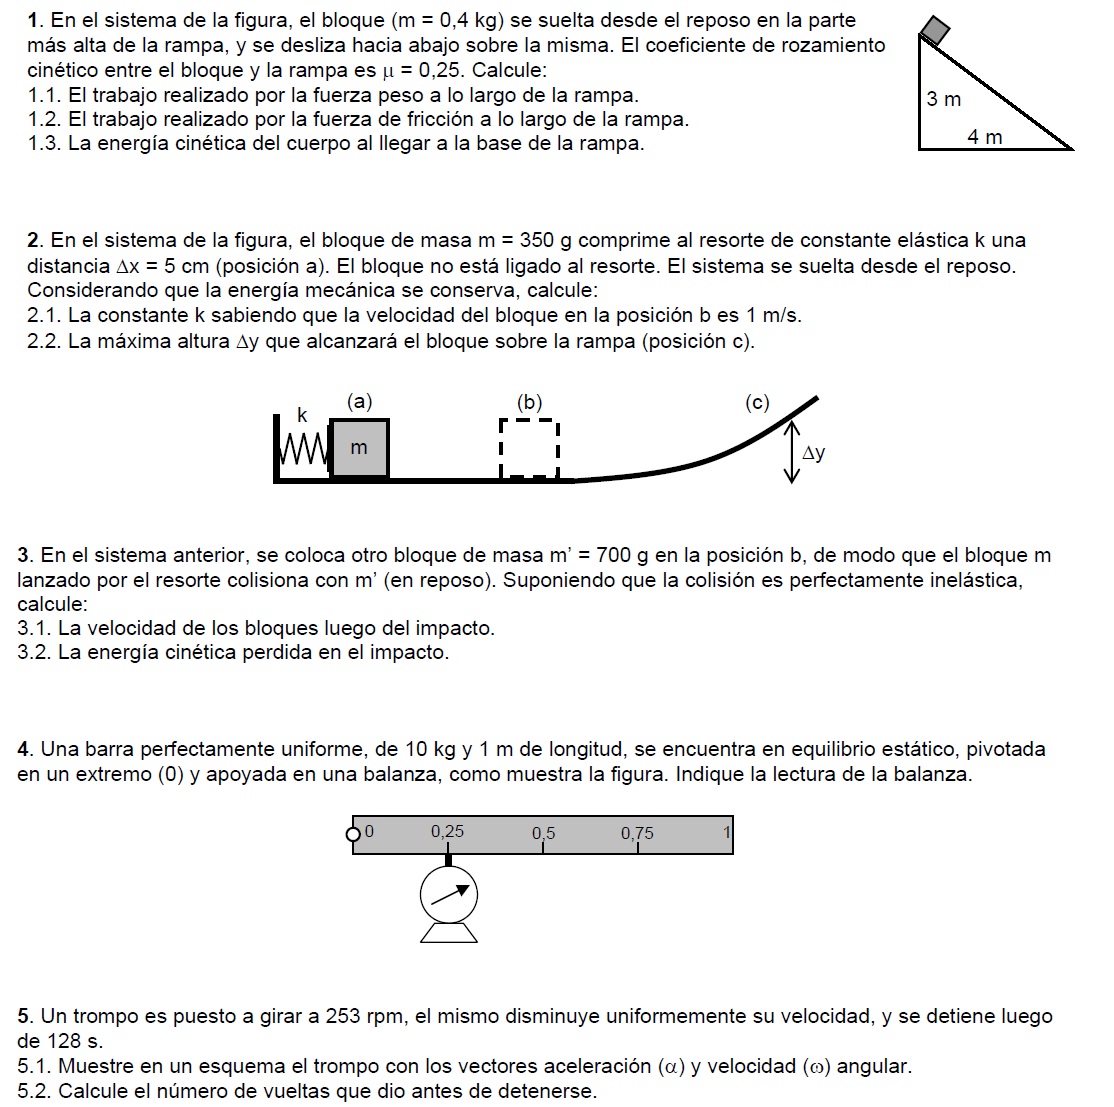 1. En el sistema de la figura, el bloque (m = 0,4 kg) se suelta desde el reposo en la parte
más alta de la rampa, y se desliza hacia abajo sobre la misma. El coeficiente de rozamiento
cinético entre el bloque y la rampa es μ = 0,25. Calcule:
1.1. El trabajo realizado por la fuerza peso a lo largo de la rampa.
1.2. El trabajo realizado por la fuerza de fricción a lo largo de la rampa.
1.3. La energía cinética del cuerpo al llegar a la base de la rampa.
3 m
4 m
2. En el sistema de la figura, el bloque de masa m = 350 g comprime al resorte de constante elástica k una
distancia Δx = 5 cm (posición a). El bloque no está ligado al resorte. El sistema se suelta desde el reposo.
Considerando que la energía mecánica se conserva, calcule:
2.1. La constante k sabiendo que la velocidad del bloque en la posición b es 1 m/s.
2.2. La máxima altura Δy que alcanzará el bloque sobre la rampa (posición c).
k (a) (b) (c)
m Δy
3. En el sistema anterior, se coloca otro bloque de masa m' = 700 g en la posición b, de modo que el bloque m
lanzado por el resorte colisiona con m' (en reposo). Suponiendo que la colisión es perfectamente inelástica,
calcule:
3.1. La velocidad de los bloques luego del impacto.
3.2. La energía cinética perdida en el impacto.
4. Una barra perfectamente uniforme, de 10 kg y 1 m de longitud, se encuentra en equilibrio estático, pivotada
en un extremo (0) y apoyada en una balanza, como muestra la figura. Indique la lectura de la balanza.
0 0,25 0,5 0,75 1
5. Un trompo es puesto a girar a 253 rpm, el mismo disminuye uniformemente su velocidad, y se detiene luego
de 128 s.
5.1. Muestre en un esquema el trompo con los vectores aceleración (α) y velocidad (ω) angular.
5.2. Calcule el número de vueltas que dio antes de detenerse.